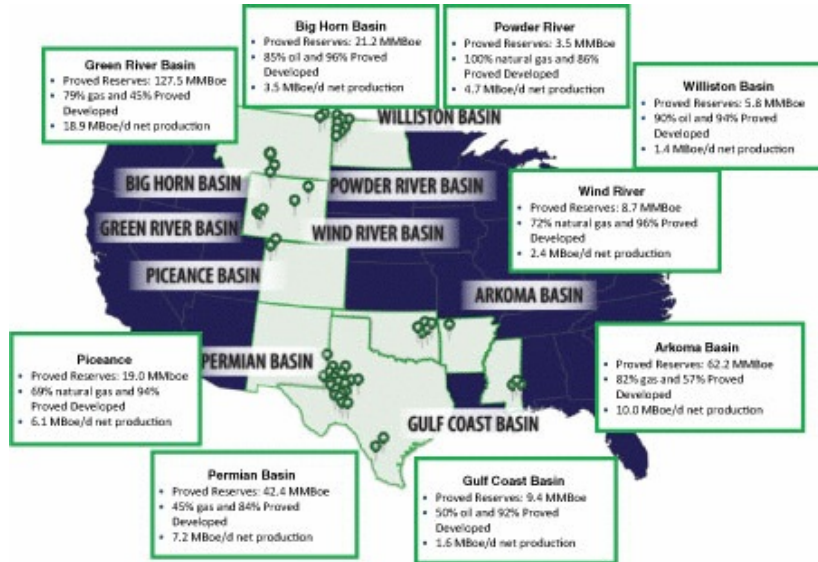 Big Horn Basin
• Proved Reserves: 21.2 MMBoe
• 85% oil and 96% Proved
Developed
• 3.5 MBoe/d net production
Powder River
• Proved Reserves: 3.5 MMBoe
• 100% natural gas and 86%
Proved Developed
• 4.7 MBoe/d net production
Green River Basin
• Proved Reserves: 127.5 MMBoe
• 79% gas and 45% Proved
Developed
• 18.9 MBoe/d net production
Williston Basin
• Proved Reserves: 5.8 MMBoe
• 90% oil and 94% Proved
Developed
• 1.4 MBoe/d net production
WILLISTON BASIN
BIG HORN BASIN
POWDER RIVER BASIN
Wind River
• Proved Reserves: 8.7 MMBoe
• 72% natural gas and 96% Proved
Developed
• 2.4 MBoe/d net production
GREEN RIVER BASIN
WIND RIVER BASIN
PICEANCE BASIN
ARKOMA BASIN
Piceance
• Proved Reserves: 19.0 MMboe
• 69% natural gas and 94%
Proved Developed
• 6.1 MBoe/d net production
PERMIAN BASIN
Arkoma Basin
• Proved Reserves: 62.2 MMBoe
• 82% gas and 57% Proved
Developed
• 10.0 MBoe/d net production
GULF COAST BASIN
Permian Basin
• Proved Reserves: 42.4 MMBoe
• 45% gas and 84% Proved
Developed
• 7.2 MBoe/d net production
Gulf Coast Basin
• Proved Reserves: 9.4 MMBoe
• 50% oil and 92% Proved
Developed
• 1.6 MBoe/d net production